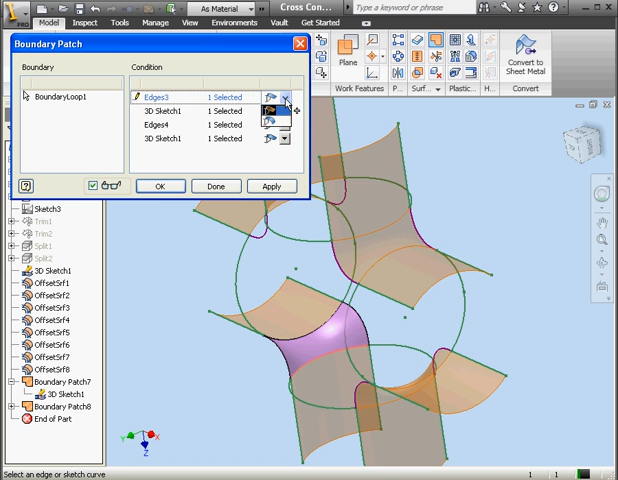 PRO
As Material
Cross Con...
Type a keyword or phrase
Model
Inspect
Tools
Manage
View
Environments
Vault
Get Started
Boundary Patch
Boundary
Condition
BoundaryLoop1
Edges3 1 Selected
3D Sketch1 1 Selected
Edges4 1 Selected
3D Sketch1 1 Selected
OK
Done
Apply
Plane
Convert to
Sheet Metal
Work Features
P...
Surf...
Plastic...
H...
Convert
Sketch3
Trim1
Trim2
Split1
Split2
3D Sketch1
OffsetSrf1
OffsetSrf2
OffsetSrf3
OffsetSrf4
OffsetSrf5
OffsetSrf6
OffsetSrf7
OffsetSrf8
Boundary Patch7
3D Sketch1
Boundary Patch8
End of Part
Y
X
Z
Select an edge or sketch curve
1
1